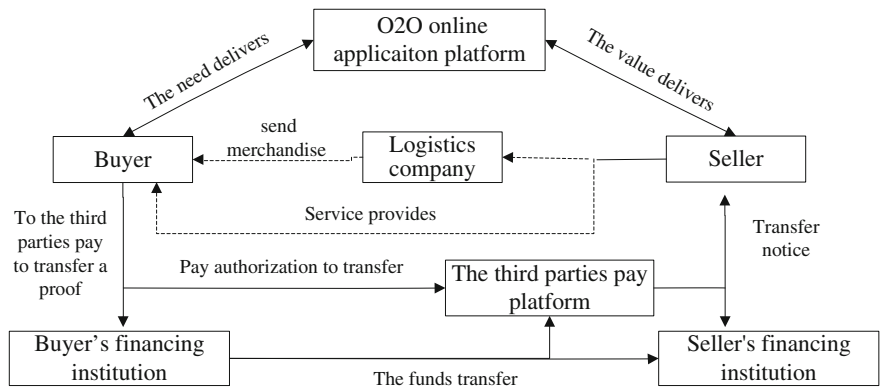 O2O online
applicaiton platform
The need delivers
The value delivers
send
merchandise
Buyer
Logistics
company
Seller
Service provides
To the third
parties pay
to transfer a
proof
Transfer
notice
Pay authorization to transfer
The third parties pay
platform
Buyer’s financing
institution
Seller's financing
institution
The funds transfer